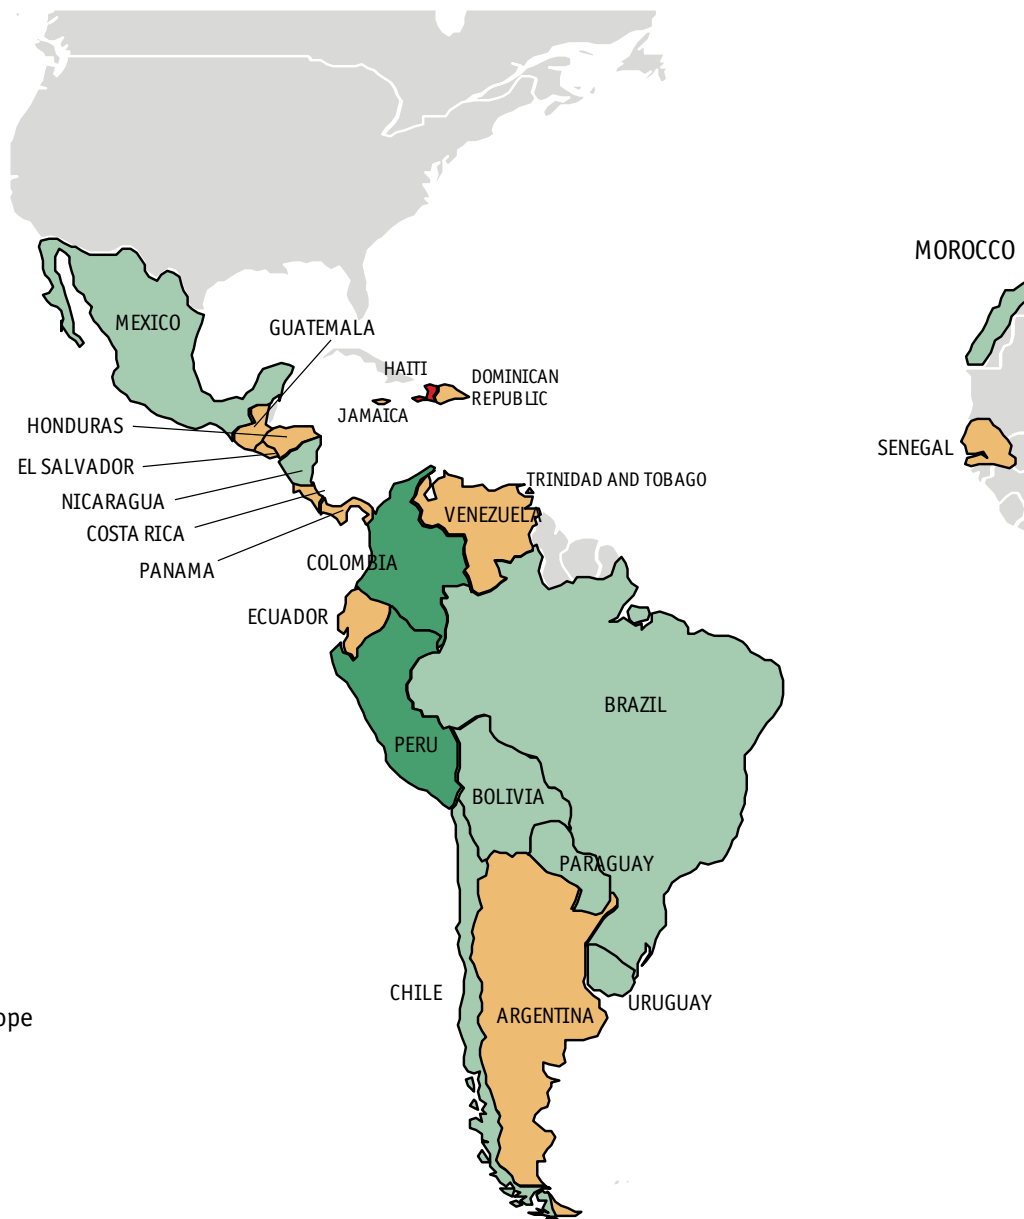 MOROCCO
MEXICO
GUATEMALA
HAITI
DOMINICAN
REPUBLIC
JAMAICA
HONDURAS
SENEGAL
EL SALVADOR
TRINIDAD AND TOBAGO
NICARAGUA
VENEZUELA
COSTA RICA
COLOMBIA
PANAMA
ECUADOR
BRAZIL
PERU
BOLIVIA
PARAGUAY
CHILE
URUGUAY
ARGENTINA
ope